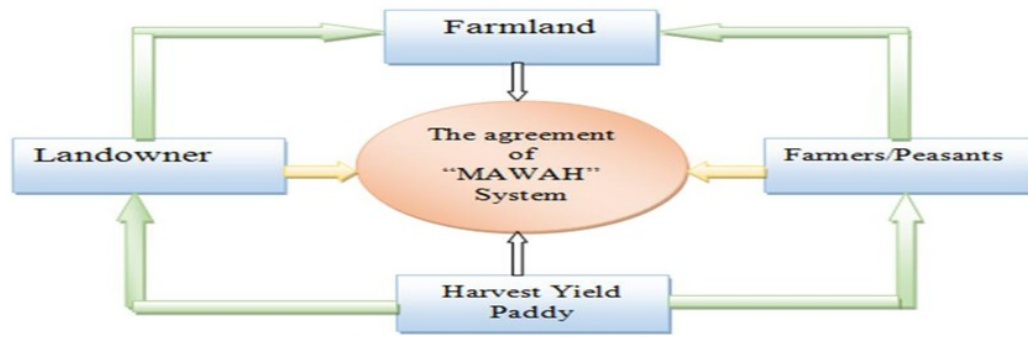 Farmland
The agreement
of
“MAWAH”
System
Landowner
Farmers/Peasants
Harvest Yield
Paddy